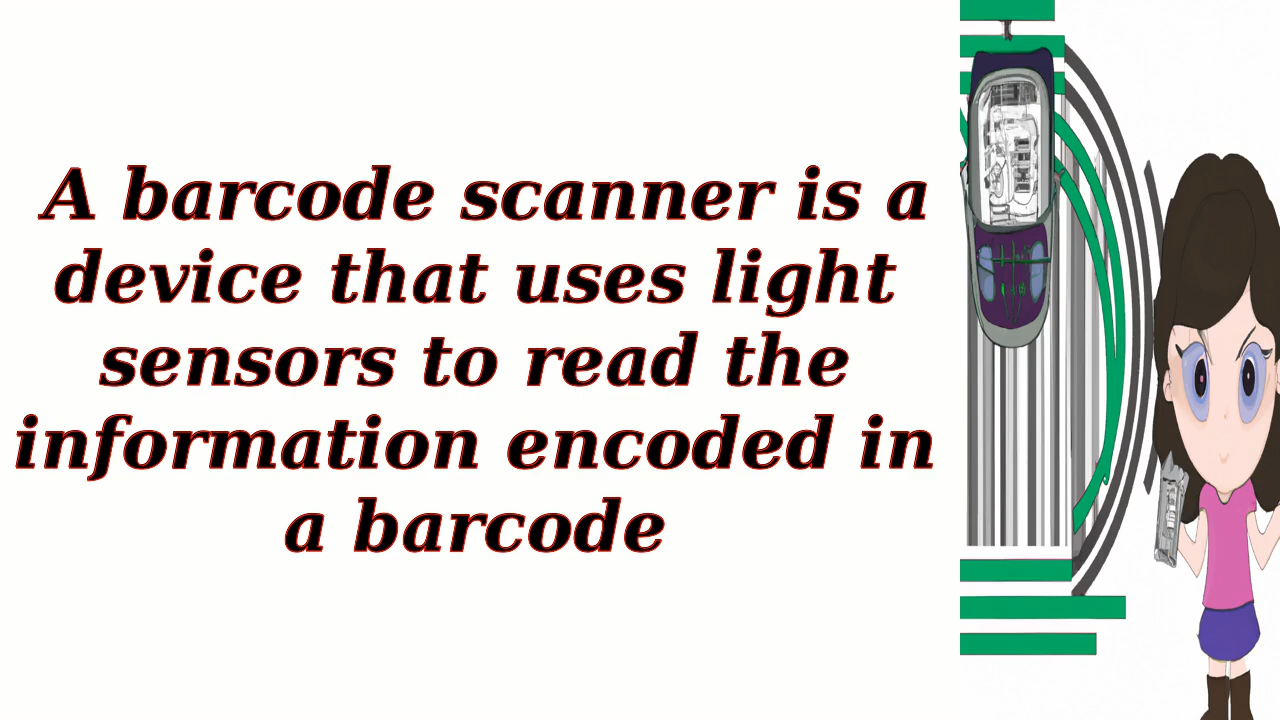 A barcode scanner is a
device that uses light
sensors to read the
information encoded in
a barcode